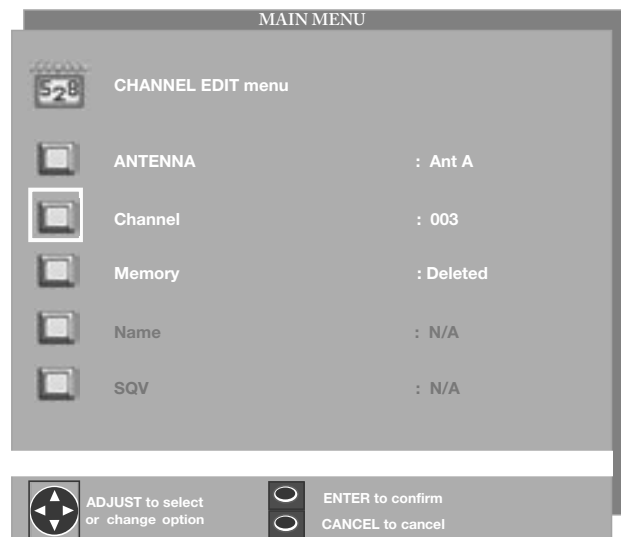 MAIN MENU
S2B
CHANNEL EDIT menu
ANTENNA : Ant A
Channel : 003
Memory : Deleted
Name : N/A
SQV : N/A
ADJUST to select
or change option
ENTER to confirm
CANCEL to cancel